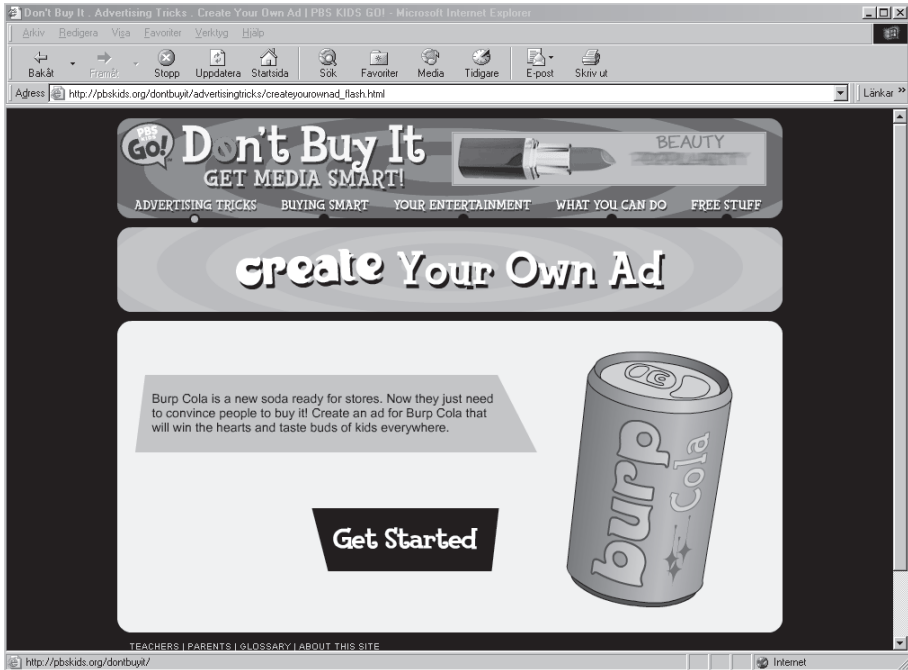 Don't Buy It . Advertising Tricks . Create Your Own Ad | PBS KIDS GO! - Microsoft Internet Explorer
Arkiv Redigera Visa Favoriter Verktyg Hjälp
Bakåt Framåt Stopp Uppdatera Startsida Sök Favoriter Media Tidigare E-post Skriv ut
Adress http://pbskids.org/dontbuyit/advertisingtricks/createyourownad_flash.html Länkar »
PBS KIDS GO! Don't Buy It
GET MEDIA SMART!
BEAUTY
ADVERTISING TRICKS BUYING SMART YOUR ENTERTAINMENT WHAT YOU CAN DO FREE STUFF
create Your Own Ad
Burp Cola is a new soda ready for stores. Now they just need
to convince people to buy it! Create an ad for Burp Cola that
will win the hearts and taste buds of kids everywhere.
burp
Cola
Get Started
TEACHERS | PARENTS | GLOSSARY | ABOUT THIS SITE
http://pbskids.org/dontbuyit/ Internet